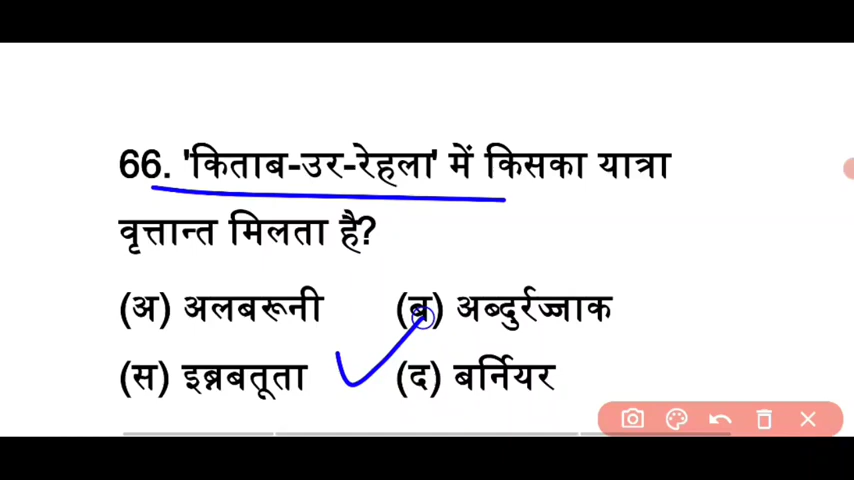 66. 'किताब-उर-रेहला' में किसका यात्रा
वृत्तान्त मिलता है?
(अ) अलबरूनी (ब) अब्दुर्रज्जाक
(स) इब्नबतूता (द) बर्नियर